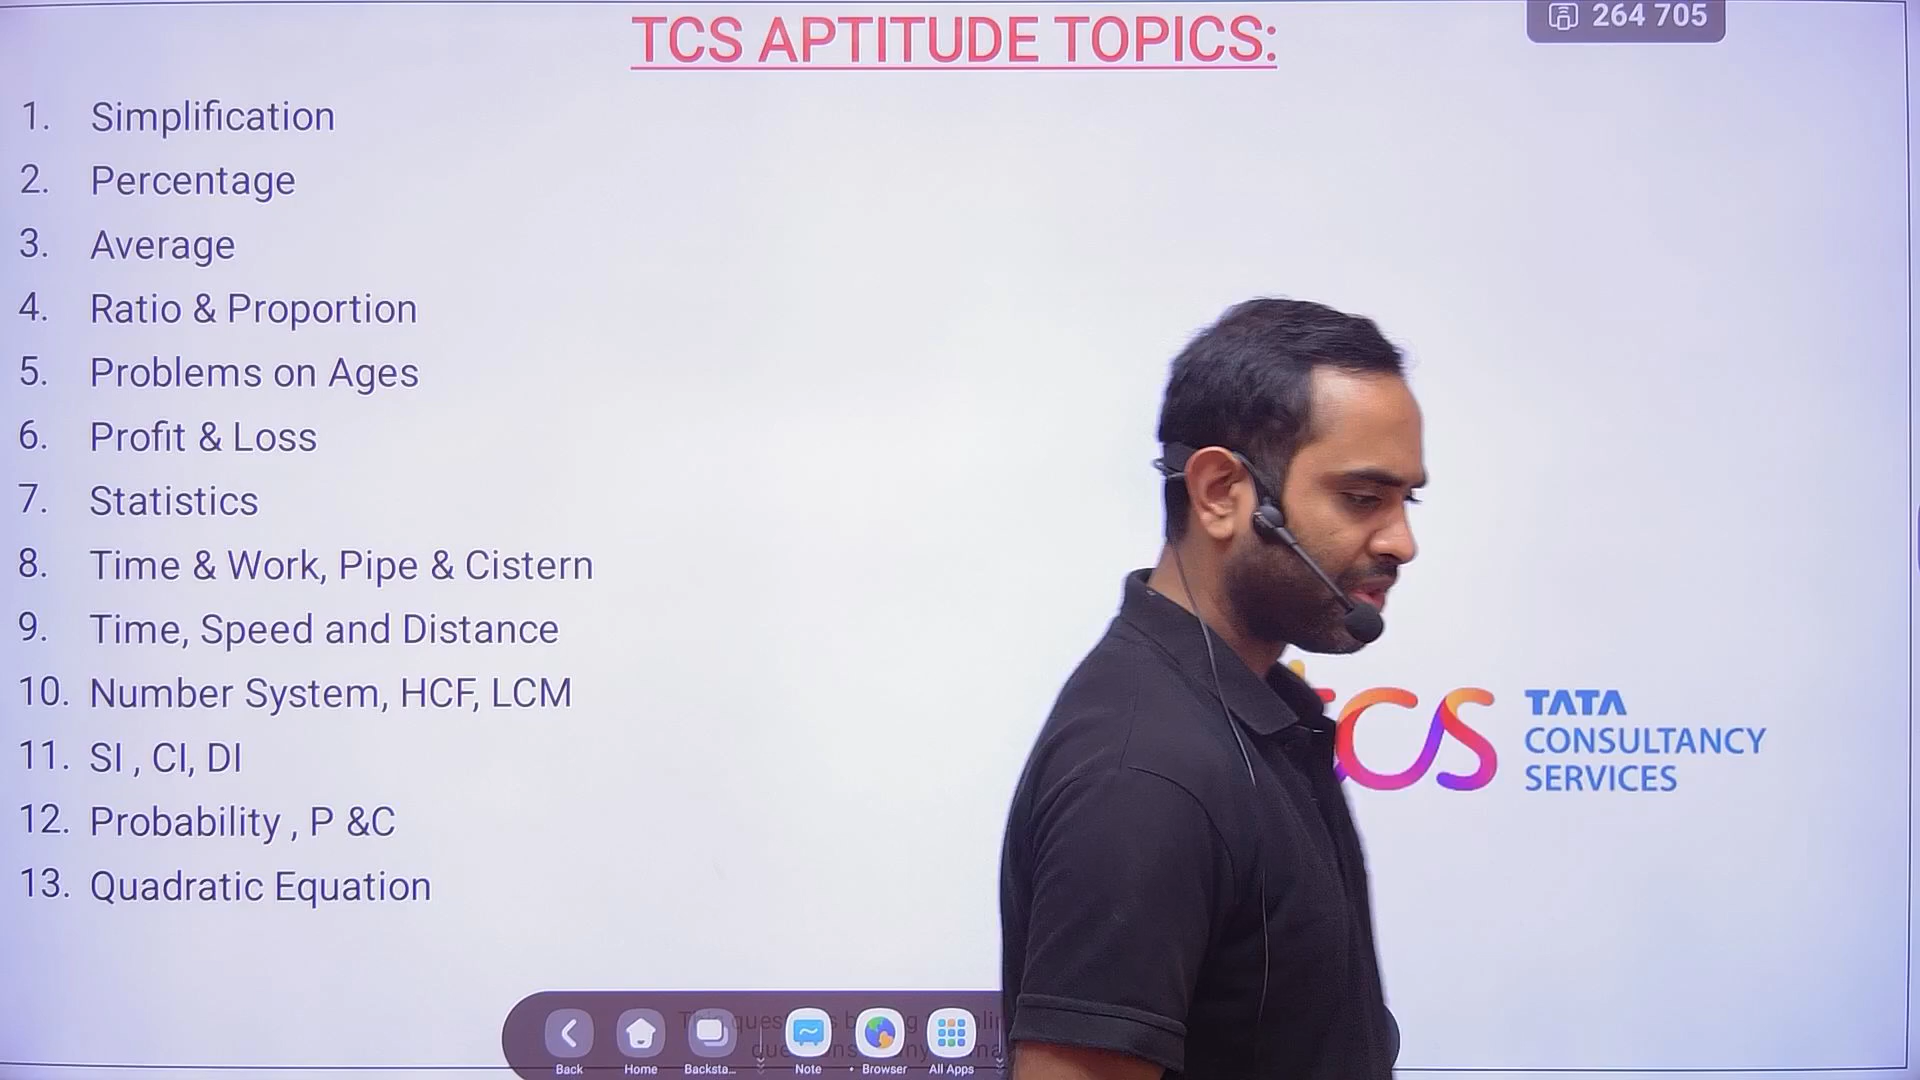 TCS APTITUDE TOPICS:
264 705
1. Simplification
2. Percentage
3. Average
4. Ratio & Proportion
5. Problems on Ages
6. Profit & Loss
7. Statistics
8. Time & Work, Pipe & Cistern
9. Time, Speed and Distance
10. Number System, HCF, LCM
11. SI , CI, DI
12. Probability , P &C
13. Quadratic Equation
TATA
CONSULTANCY
SERVICES
Back Home Backsta... Note Browser All Apps